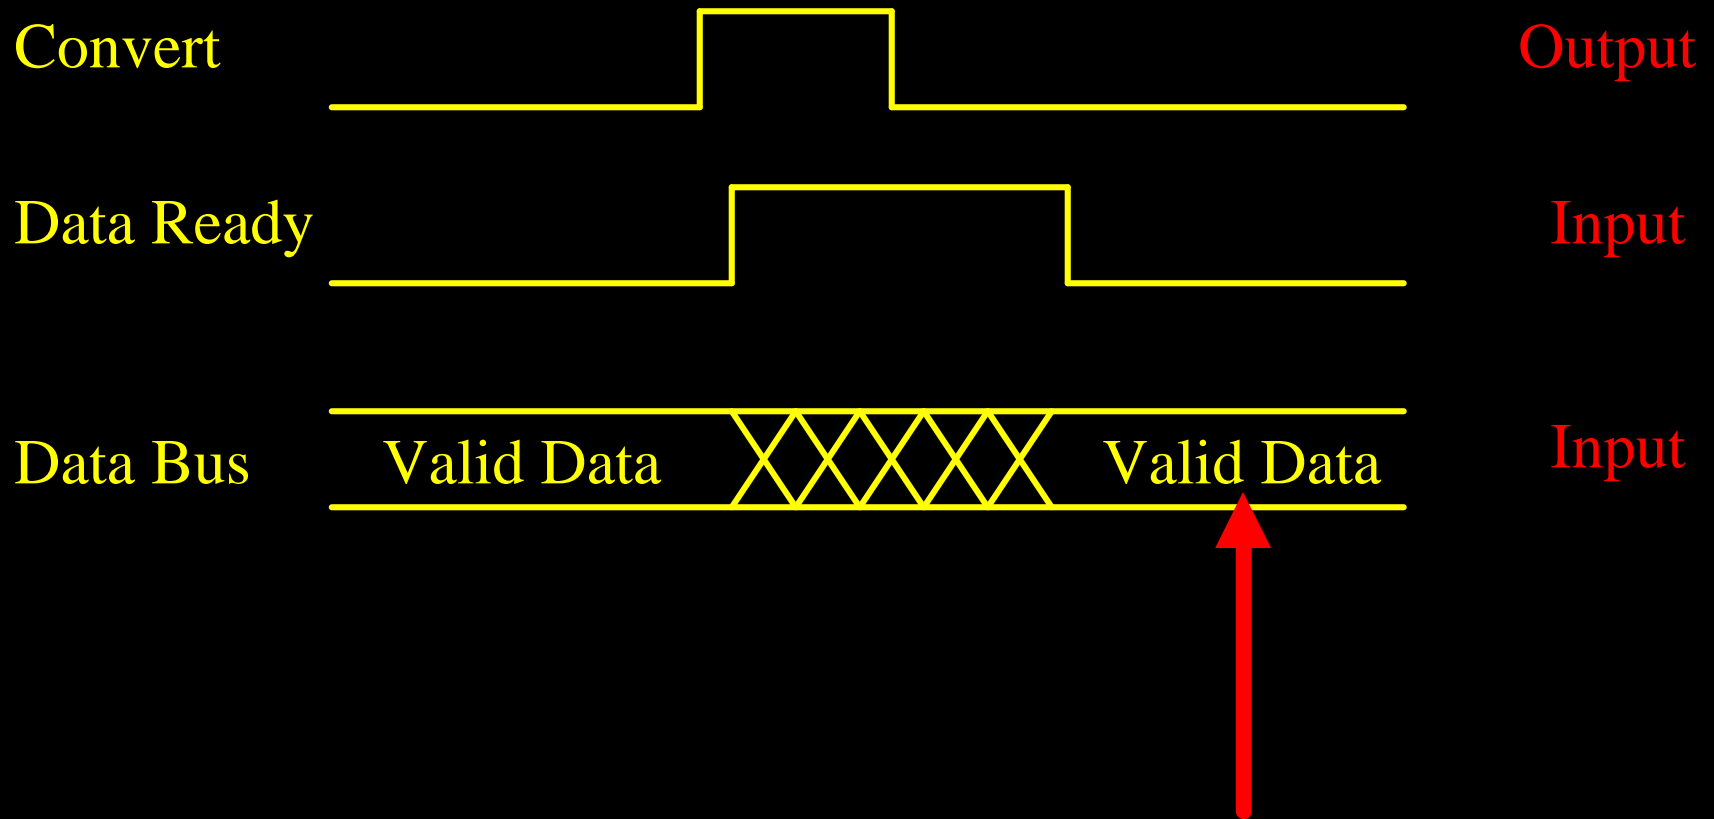 Convert Output
Data Ready Input
Data Bus Valid Data Valid Data Input